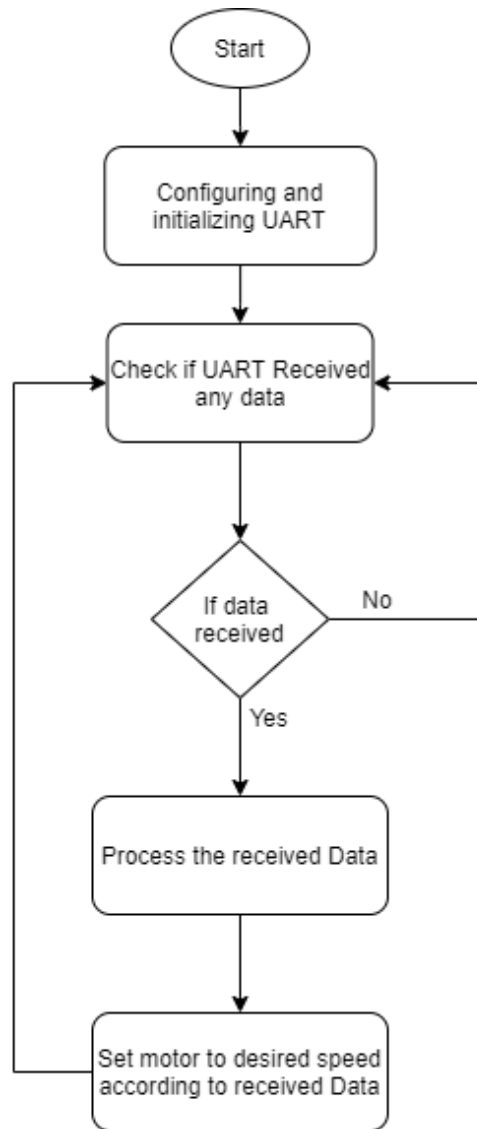 Start
Configuring and
initializing UART
Check if UART Received
any data
If data
received
No
Yes
Process the received Data
Set motor to desired speed
according to received Data